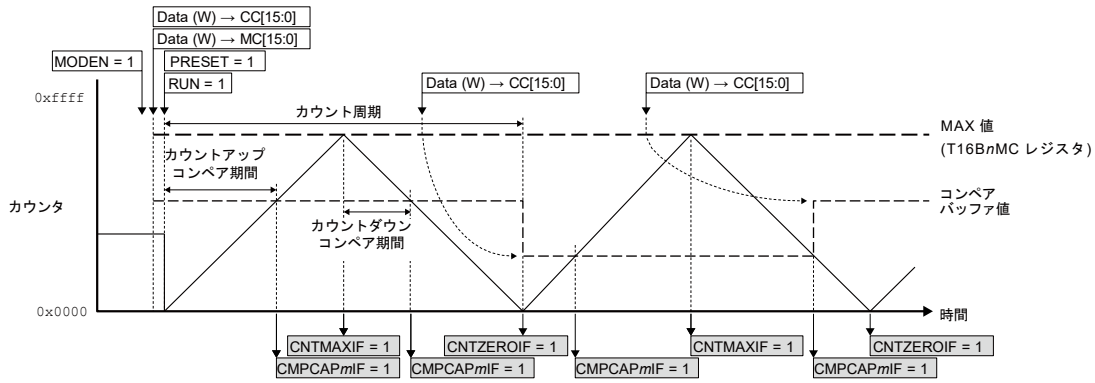 Data (W) → CC[15:0]
Data (W) → MC[15:0]
MODEN = 1
PRESET = 1
RUN = 1
Data (W) → CC[15:0]
Data (W) → CC[15:0]
0xffff
カウント周期
MAX 値
(T16BnMC レジスタ)
カウントアップ
コンペア期間
カウンタ
カウントダウン
コンペア期間
コンペア
バッファ値
0x0000
時間
CNTMAXIF = 1
CNTZEROIF = 1
CNTMAXIF = 1
CNTZEROIF = 1
CMPCAPmIF = 1
CMPCAPmIF = 1
CMPCAPmIF = 1
CMPCAPmIF = 1